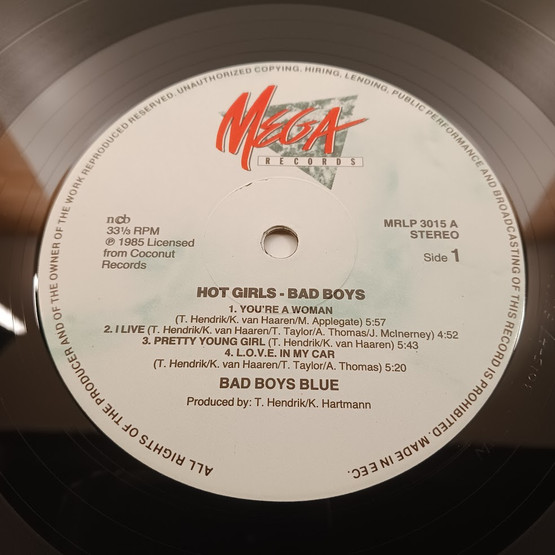 ALL RIGHTS OF THE PRODUCER AND OF THE OWNER OF THE WORK REPRODUCED RESERVED. UNAUTHORIZED COPYING, HIRING, LENDING, PUBLIC PERFORMANCE AND BROADCASTING OF THIS RECORD IS PROHIBITED. MADE IN EEC.
MEGA
RECORDS
ncb
33⅓ RPM
℗ 1985 Licensed
from Coconut
Records
MRLP 3015 A
STEREO
Side 1
HOT GIRLS - BAD BOYS
1. YOU'RE A WOMAN
(T. Hendrik/K. van Haaren/M. Applegate) 5:57
2. I LIVE (T. Hendrik/K. van Haaren/T. Taylor/A. Thomas/J. McInerney) 4:52
3. PRETTY YOUNG GIRL (T. Hendrik/K. van Haaren) 5:43
4. L.O.V.E. IN MY CAR
(T. Hendrik/K. van Haaren/T. Taylor/A. Thomas) 5:20
BAD BOYS BLUE
Produced by: T. Hendrik/K. Hartmann